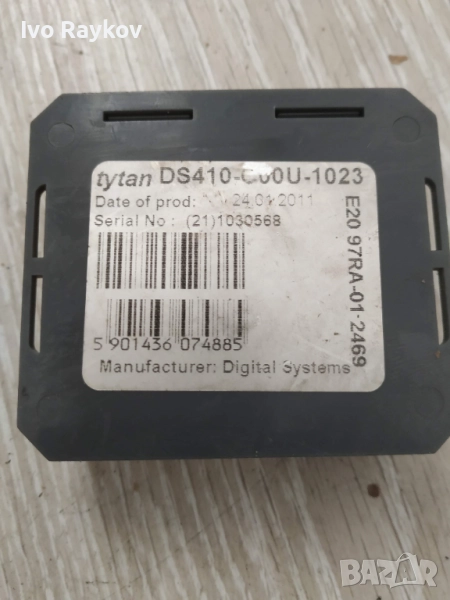 Ivo Raykov
tytan DS410-C00U-1023
Date of prod: 24.01.2011
Serial No : (21)1030568
5 901436 074885
Manufacturer: Digital Systems
E20 97RA-01-2469
BAZAR